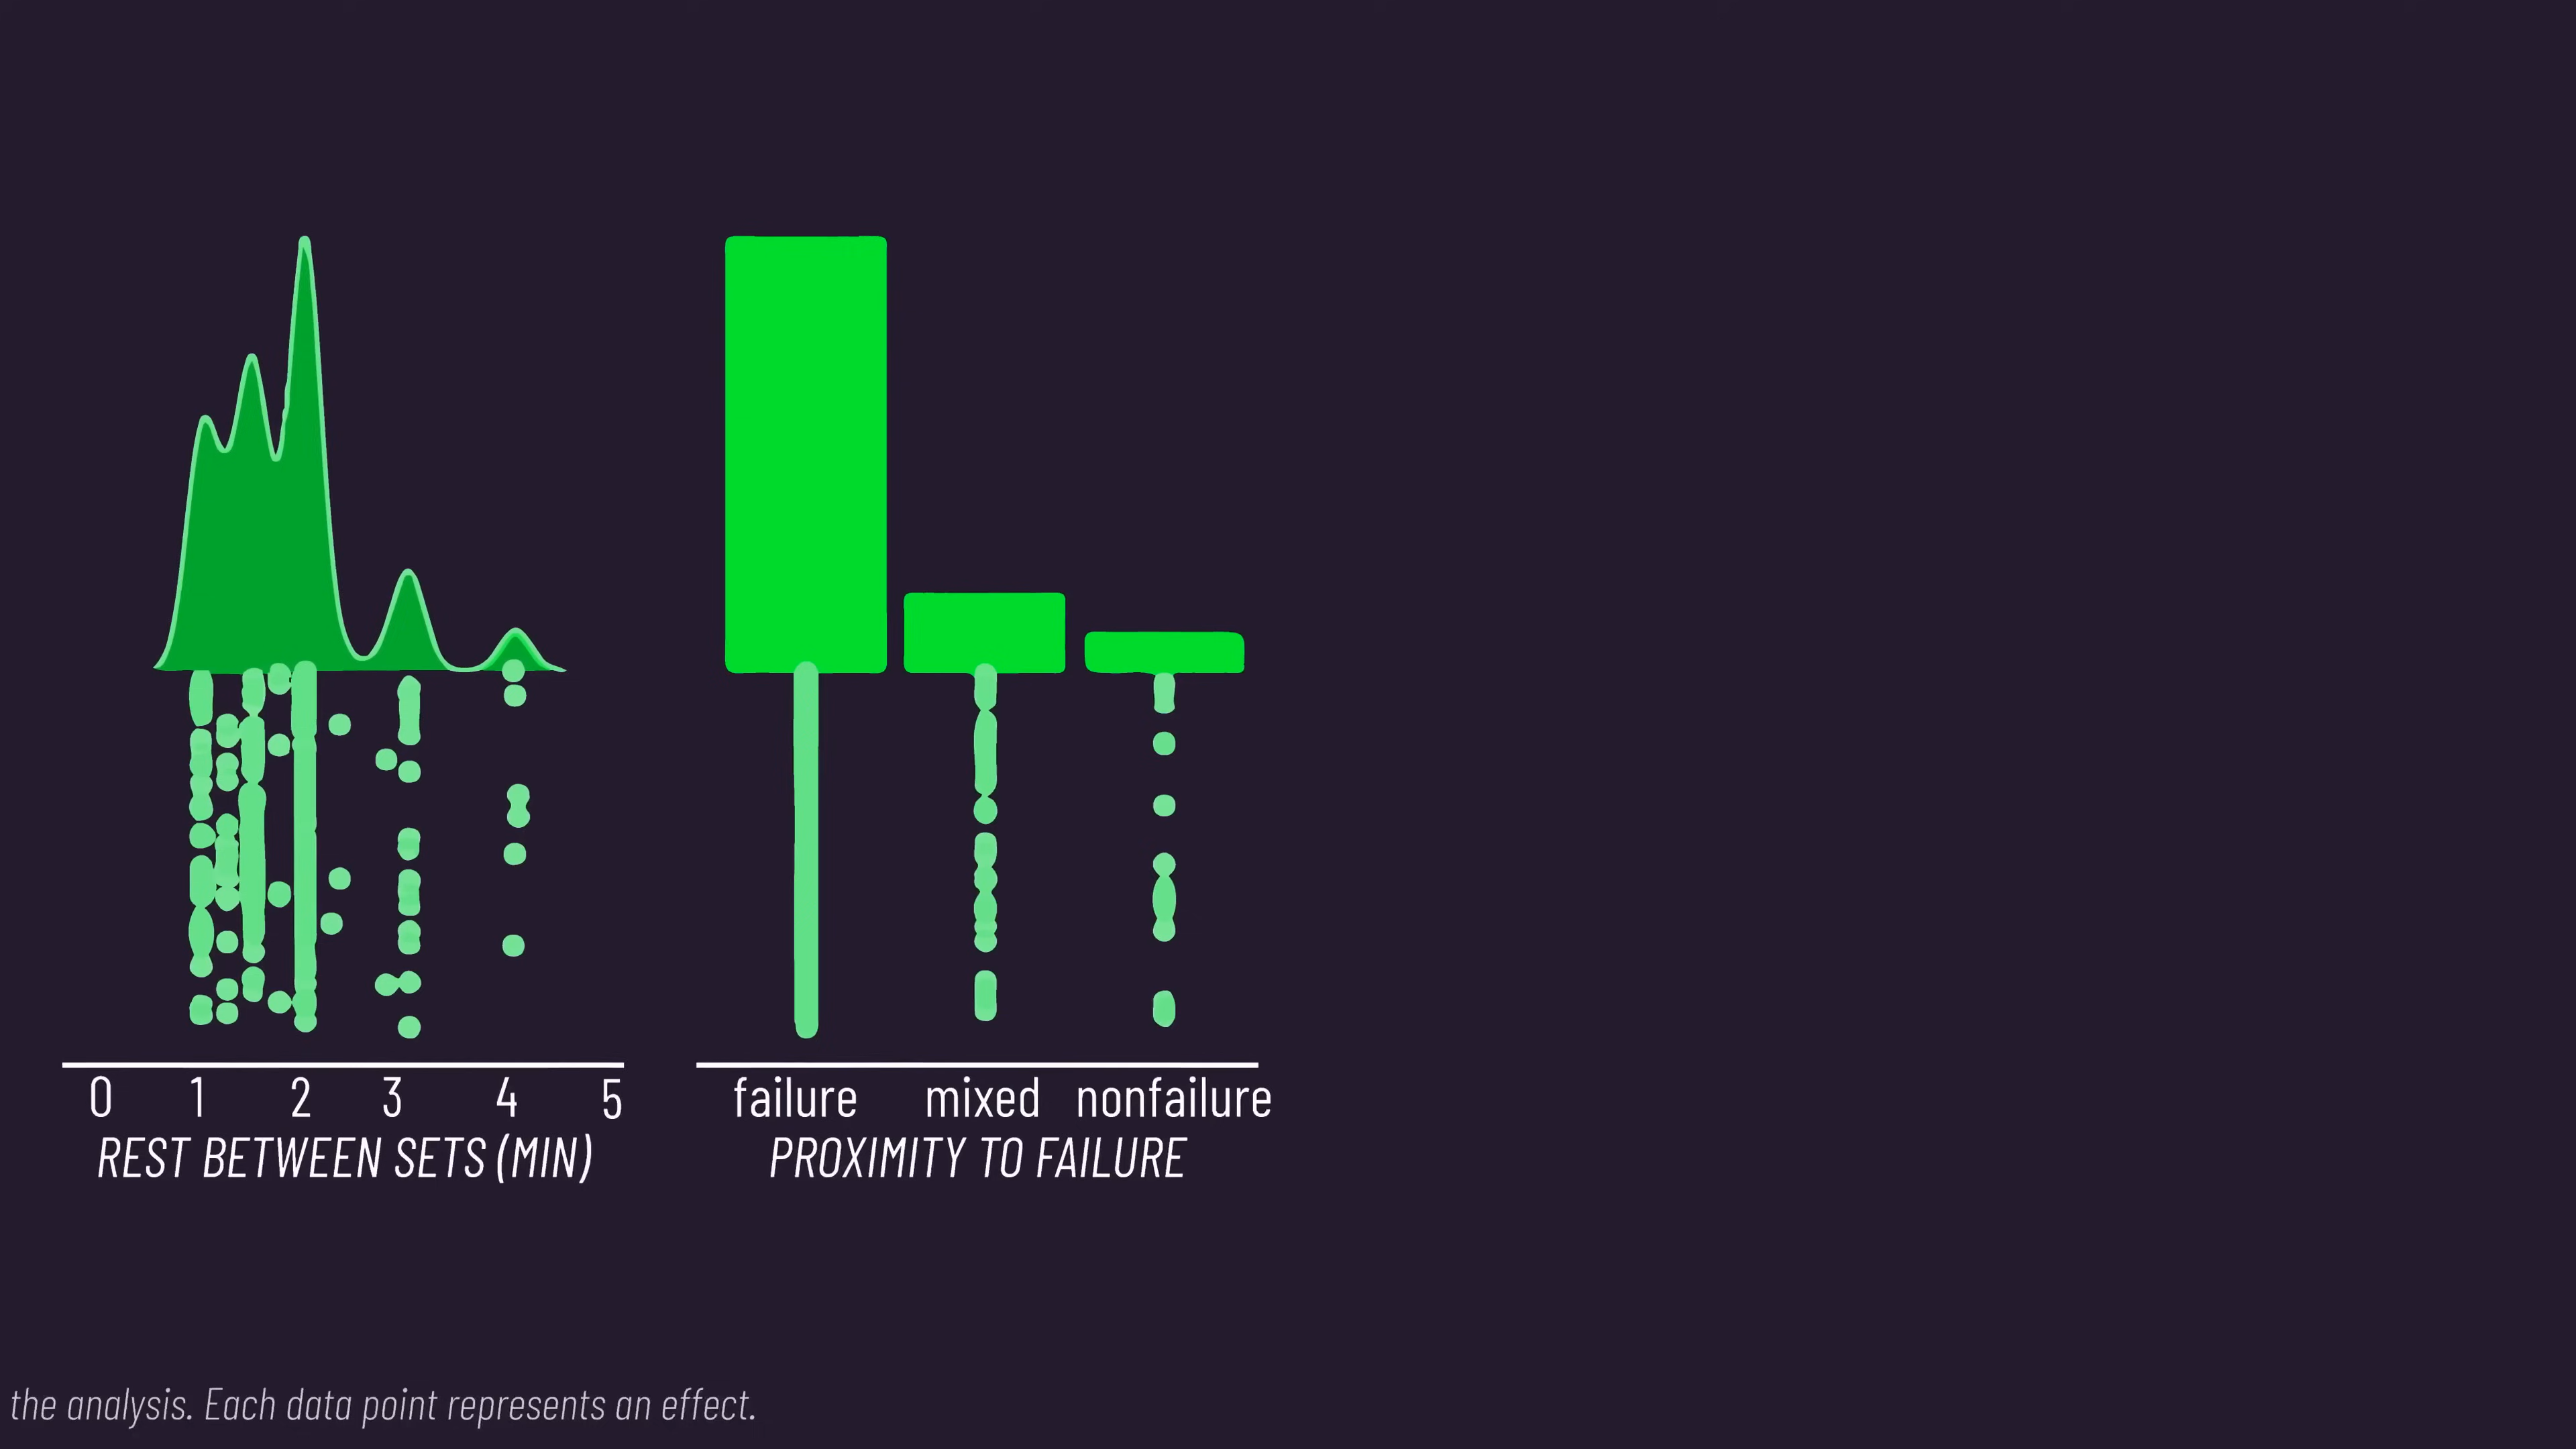 0 1 2 3 4 5
REST BETWEEN SETS (MIN)
failure mixed nonfailure
PROXIMITY TO FAILURE
the analysis. Each data point represents an effect.